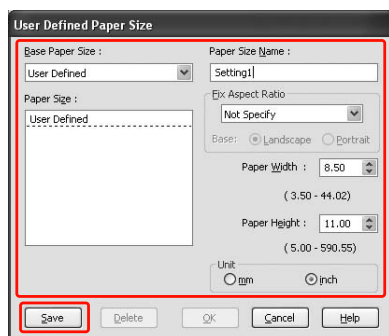 User Defined Paper Size
Base Paper Size :
User Defined
Paper Size :
User Defined
Paper Size Name :
Setting1
Fix Aspect Ratio
Not Specify
Base: Landscape Portrait
Paper Width : 8.50
( 3.50 - 44.02)
Paper Height : 11.00
( 5.00 - 590.55)
Unit
mm inch
Save Delete OK Cancel Help